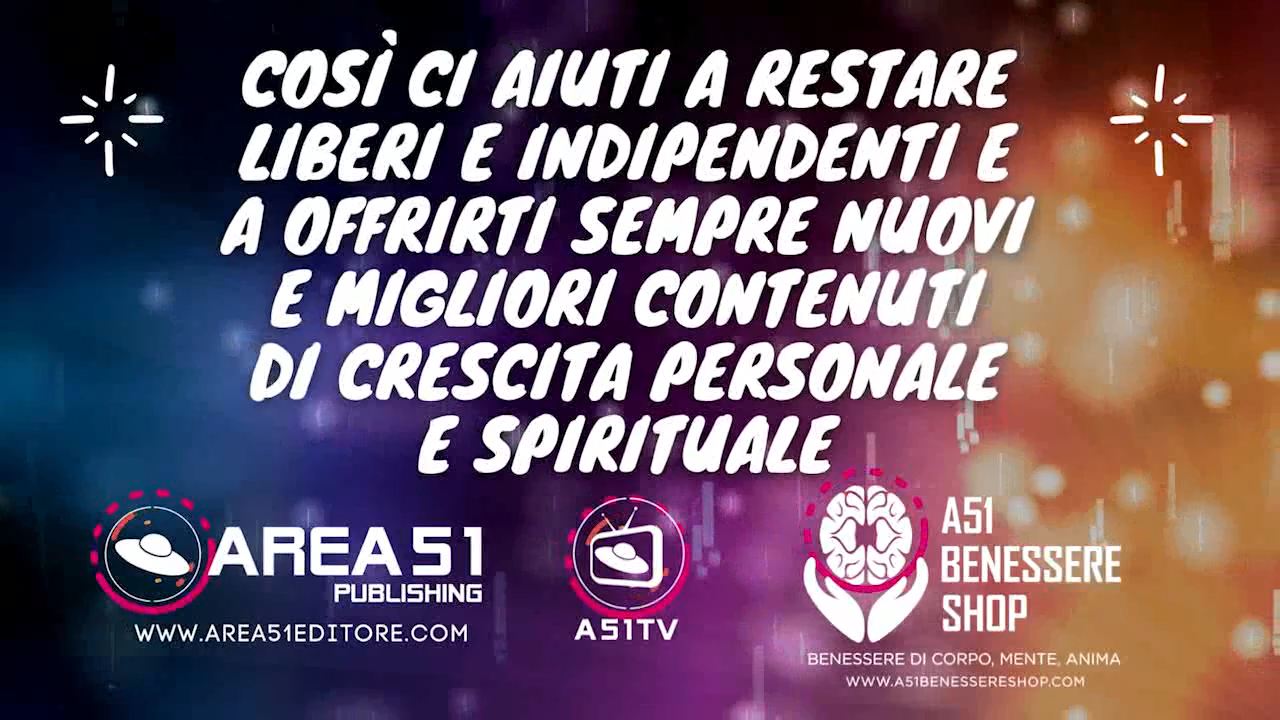 COSÌ CI AIUTI A RESTARE
LIBERI E INDIPENDENTI E
A OFFRIRTI SEMPRE NUOVI
E MIGLIORI CONTENUTI
DI CRESCITA PERSONALE
E SPIRITUALE
AREA51
PUBLISHING
WWW.AREA51EDITORE.COM
A51TV
A51
BENESSERE
SHOP
BENESSERE DI CORPO, MENTE, ANIMA
WWW.A51BENESSERESHOP.COM